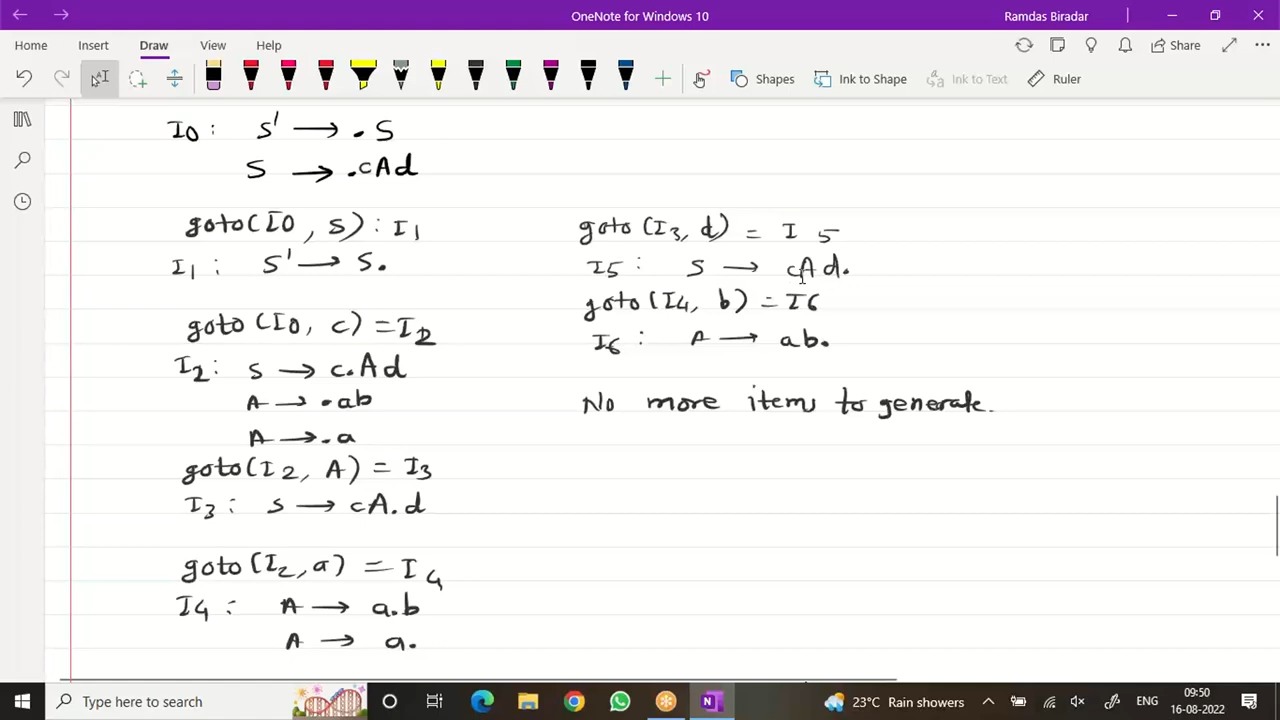 OneNote for Windows 10
Ramdas Biradar
Home Insert Draw View Help
Share
Shapes Ink to Shape Ink to Text Ruler
I0 : S' → .S
S → .cAd
goto(I0, S) : I1
I1 : S' → S.
goto(I0, c) = I2
I2 : S → c.Ad
A → .ab
A → .a
goto(I2, A) = I3
I3 : S → cA.d
goto(I2, a) = I4
I4 : A → a.b
A → a.
goto(I3, d) = I 5
I5 : S → cAd.
goto(I4, b) = I6
I6 : A → ab.
No more items to generate.
Type here to search
23°C Rain showers
ENG
09:50
16-08-2022